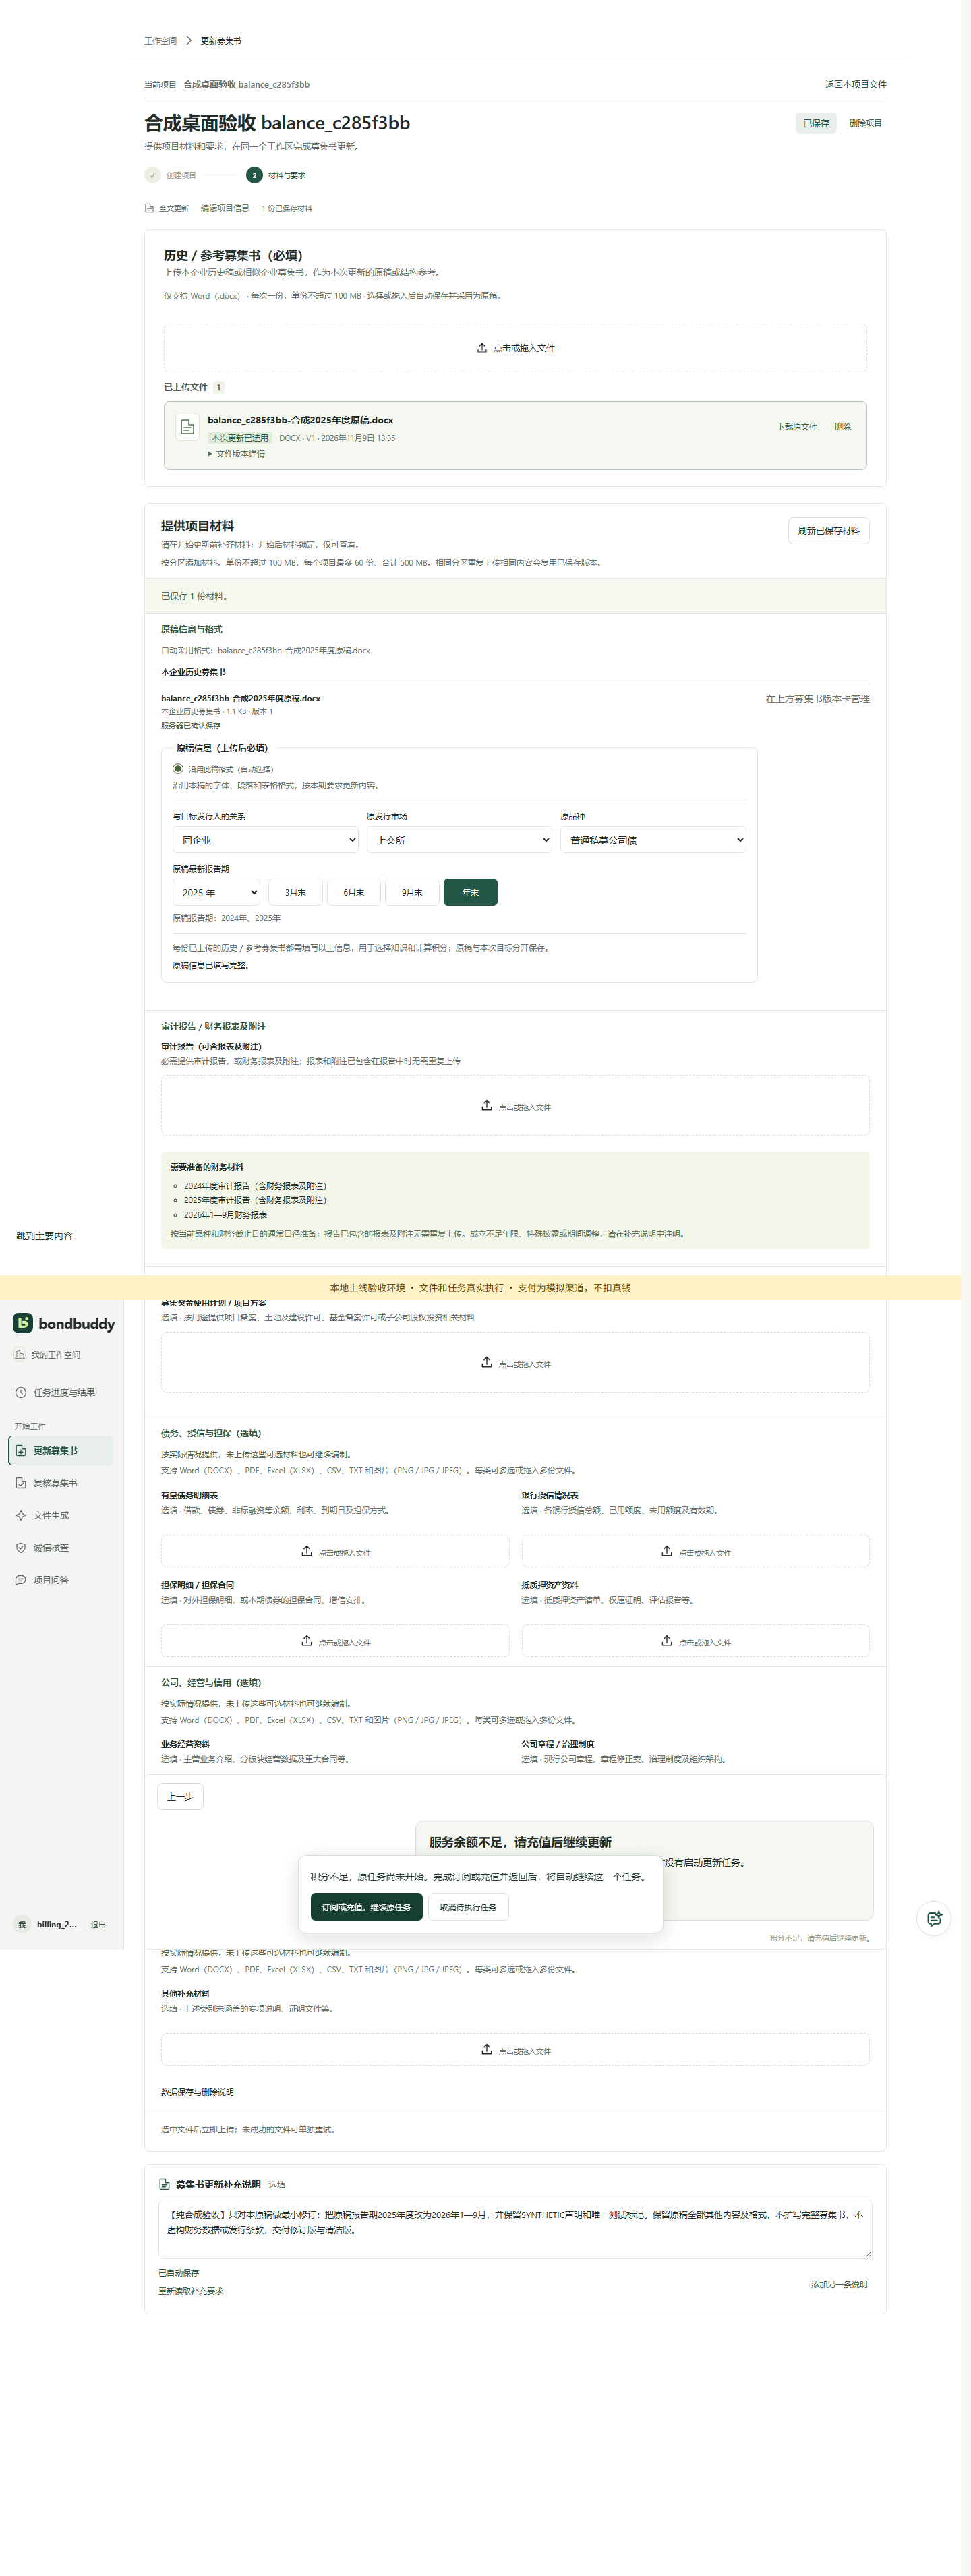 工作空间 > 更新募集书
当前项目 合成桌面验收 balance_c285f3bb
返回本项目文件
合成桌面验收 balance_c285f3bb
已保存
删除项目
提供项目材料和要求，在同一个工作区完成募集书更新。
✓ 创建项目
2 材料与要求
全文更新 编辑项目信息 1 份已保存材料
历史 / 参考募集书（必填）
上传本企业历史稿或相似企业募集书，作为本次更新的原稿或结构参考。
仅支持 Word（.docx） · 每次一份，单份不超过 100 MB · 选择或拖入后自动保存并采用为原稿。
点击或拖入文件
已上传文件 1
balance_c285f3bb-合成2025年度原稿.docx
本次更新已选用 DOCX · V1 · 2026年11月9日 13:35
▶ 文件版本详情
下载原文件
删除
提供项目材料
请在开始更新前补齐材料；开始后材料锁定，仅可查看。
按分区添加材料。单份不超过 100 MB，每个项目最多 60 份、合计 500 MB。相同分区重复上传相同内容会复用已保存版本。
刷新已保存材料
已保存 1 份材料。
原稿信息与格式
自动采用格式：balance_c285f3bb-合成2025年度原稿.docx
本企业历史募集书
balance_c285f3bb-合成2025年度原稿.docx
本企业历史募集书 · 1.1 KB · 版本 1
服务器已确认保存
在上方募集书版本卡管理
原稿信息（上传后必填）
沿用此稿格式（自动选择）
沿用本稿的字体、段落和表格格式，按本期要求更新内容。
与目标发行人的关系
同企业
原发行市场
上交所
原品种
普通私募公司债
原稿最新报告期
2025 年
3月末
6月末
9月末
年末
原稿报告期：2024年、2025年
每份已上传的历史 / 参考募集书都需填写以上信息，用于选择知识和计算积分；原稿与本次目标分开保存。
原稿信息已填写完整。
审计报告 / 财务报表及附注
审计报告（可含报表及附注）
必需提供审计报告，或财务报表及附注；报表和附注已包含在报告中时无需重复上传
点击或拖入文件
需要准备的财务材料
2024年度审计报告（含财务报表及附注）
2025年度审计报告（含财务报表及附注）
2026年1—9月财务报表
按当前品种和财务截止日的通常口径准备；报告已包含的报表及附注无需重复上传。成立不足年限、特殊披露或期间调整，请在补充说明中注明。
跳到主要内容
本地上线验收环境 · 文件和任务真实执行 · 支付为模拟渠道，不扣真钱
bondbuddy
我的工作空间
任务进度与结果
开始工作
更新募集书
复核募集书
文件生成
诚信核查
项目问答
我 billing_2... 退出
募集资金使用计划 / 项目方案
选填 · 按用途提供项目备案、土地及建设许可、基金备案许可或子公司股权投资相关材料
点击或拖入文件
债务、授信与担保（选填）
按实际情况提供，未上传这些可选材料也可继续编制。
支持 Word（DOCX）、PDF、Excel（XLSX）、CSV、TXT 和图片（PNG / JPG / JPEG）。每类可多选或拖入多份文件。
有息债务明细表
选填 · 借款、债券、非标融资等余额、利率、到期日及担保方式。
点击或拖入文件
银行授信情况表
选填 · 各银行授信总额、已用额度、未用额度及有效期。
点击或拖入文件
担保明细 / 担保合同
选填 · 对外担保明细，或本期债券的担保合同、增信安排。
点击或拖入文件
抵质押资产资料
选填 · 抵质押资产清单、权属证明、评估报告等。
点击或拖入文件
公司、经营与信用（选填）
按实际情况提供，未上传这些可选材料也可继续编制。
支持 Word（DOCX）、PDF、Excel（XLSX）、CSV、TXT 和图片（PNG / JPG / JPEG）。每类可多选或拖入多份文件。
业务经营资料
选填 · 主营业务介绍、分板块经营数据及重大合同等。
公司章程 / 治理制度
选填 · 现行公司章程、章程修正案、治理制度及组织架构。
上一步
服务余额不足，请充值后继续更新
没有启动更新任务。
积分不足，原任务尚未开始。完成订阅或充值并返回后，将自动继续这一个任务。
订阅或充值，继续原任务
取消待执行任务
积分不足，请充值后继续更新。
按实际情况提供，未上传这些可选材料也可继续编制。
支持 Word（DOCX）、PDF、Excel（XLSX）、CSV、TXT 和图片（PNG / JPG / JPEG）。每类可多选或拖入多份文件。
其他补充材料
选填 · 上述类别未涵盖的专项说明、证明文件等。
点击或拖入文件
数据保存与删除说明
选中文件后立即上传；未成功的文件可单独重试。
募集书更新补充说明 选填
【纯合成验收】只对本原稿做最小修订：把原稿报告期2025年度改为2026年1—9月，并保留SYNTHETIC声明和唯一测试标记。保留原稿全部其他内容及格式，不扩写完整募集书，不
虚构财务数据或发行条款，交付修订版与清洁版。
已自动保存
重新读取补充要求
添加另一条说明